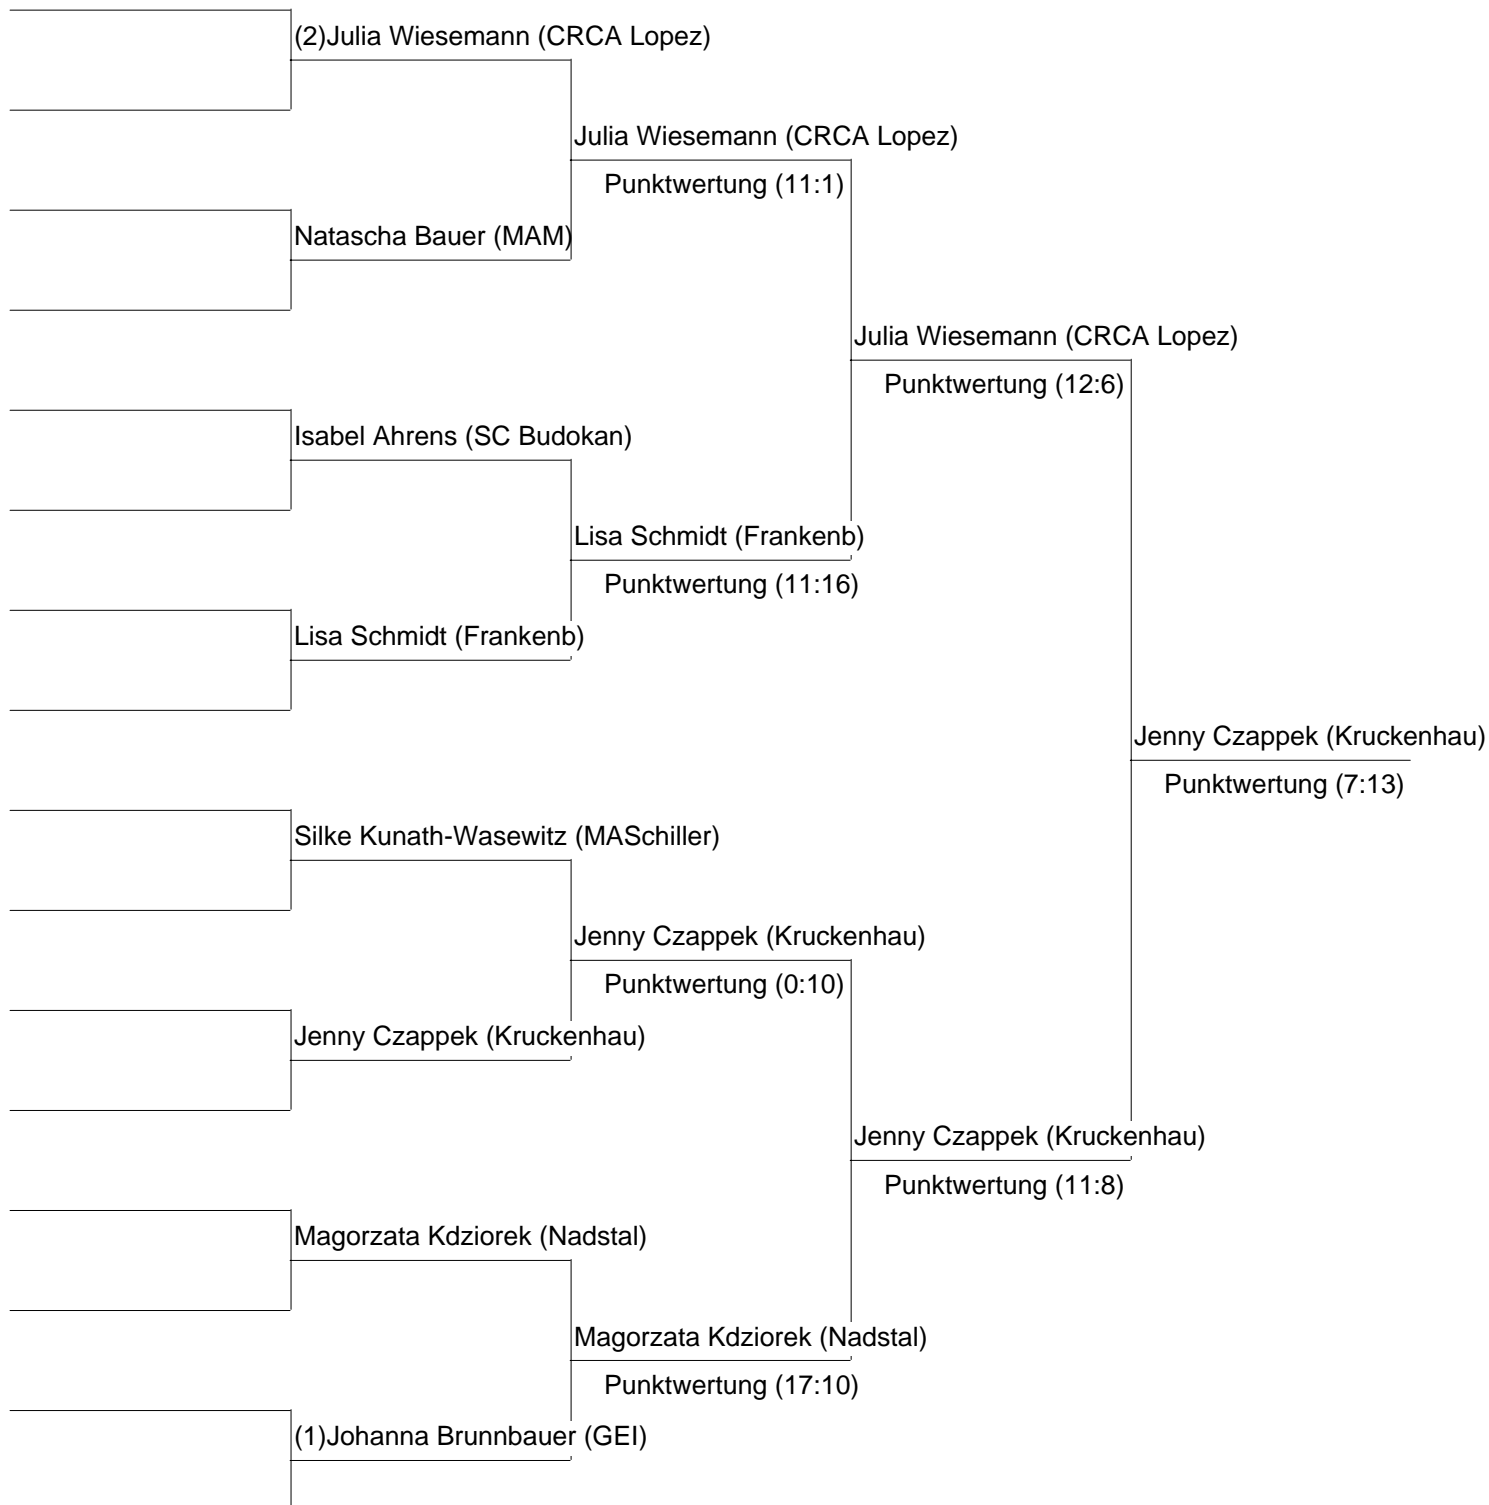 (2)Julia Wiesemann (CRCA Lopez)
Julia Wiesemann (CRCA Lopez)
Punktwertung (11:1)
Natascha Bauer (MAM)
Julia Wiesemann (CRCA Lopez)
Punktwertung (12:6)
Isabel Ahrens (SC Budokan)
Lisa Schmidt (Frankenb)
Punktwertung (11:16)
Lisa Schmidt (Frankenb)
Jenny Czappek (Kruckenhau)
Punktwertung (7:13)
Silke Kunath-Wasewitz (MASchiller)
Jenny Czappek (Kruckenhau)
Punktwertung (0:10)
Jenny Czappek (Kruckenhau)
Jenny Czappek (Kruckenhau)
Punktwertung (11:8)
Magorzata Kdziorek (Nadstal)
Magorzata Kdziorek (Nadstal)
Punktwertung (17:10)
(1)Johanna Brunnbauer (GEI)